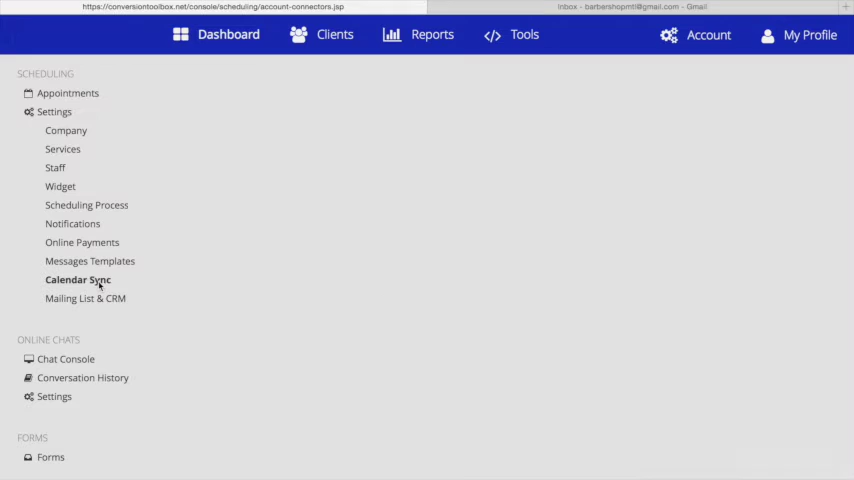 https://conversiontoolbox.net/console/scheduling/account-connectors.jsp
Inbox - barbershopmtl@gmail.com - Gmail
Dashboard
Clients
Reports
Tools
Account
My Profile
SCHEDULING
Appointments
Settings
Company
Services
Staff
Widget
Scheduling Process
Notifications
Online Payments
Messages Templates
Calendar Sync
Mailing List & CRM
ONLINE CHATS
Chat Console
Conversation History
Settings
FORMS
Forms